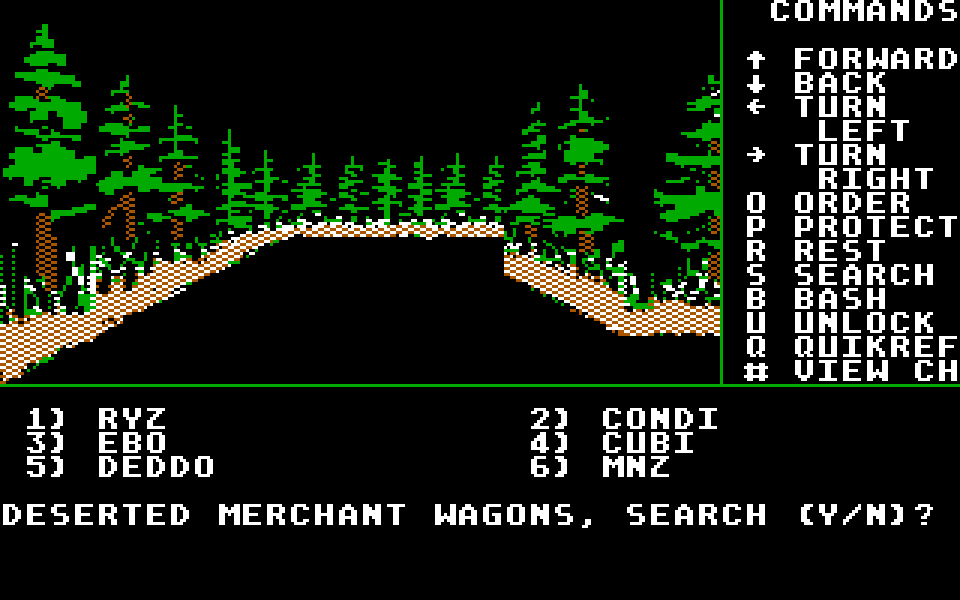 COMMANDS
↑ FORWARD
↓ BACK
← TURN
LEFT
→ TURN
RIGHT
O ORDER
P PROTECT
R REST
S SEARCH
B BASH
U UNLOCK
Q QUIKREF
# VIEW CH
1) RYZ 2) CONDI
3) EBO 4) CUBI
5) DEDDO 6) MNZ
DESERTED MERCHANT WAGONS, SEARCH (Y/N)?